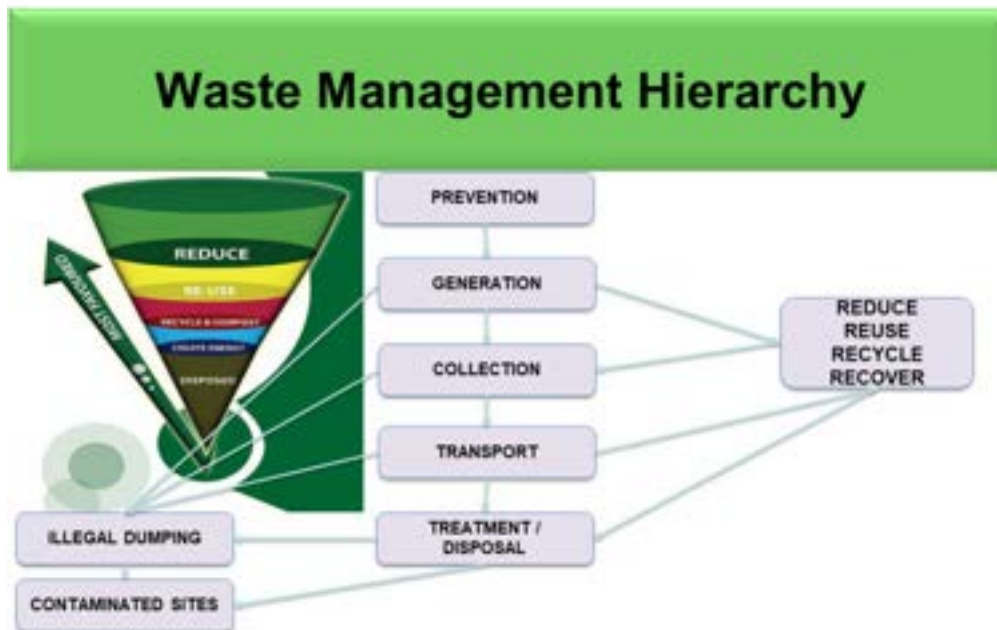 Waste Management Hierarchy
REDUCE
RE-USE
RECYCLE & COMPOST
CREATE ENERGY
DISPOSAL
MOST FAVOURED
PREVENTION
GENERATION
COLLECTION
TRANSPORT
TREATMENT /
DISPOSAL
REDUCE
REUSE
RECYCLE
RECOVER
ILLEGAL DUMPING
CONTAMINATED SITES